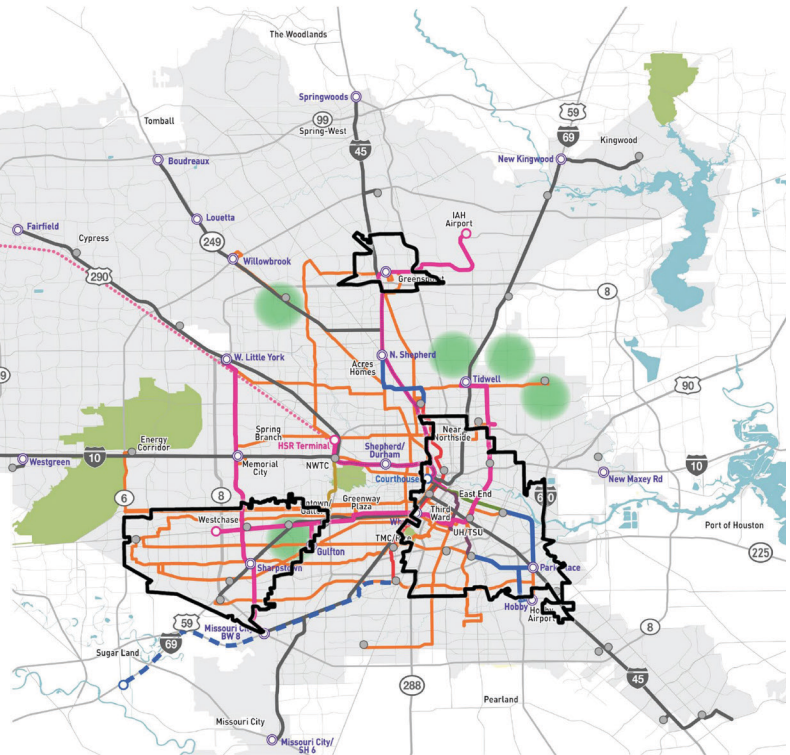 The Woodlands
Springwoods
99
Spring-West
59
69
Kingwood
New Kingwood
Tomball
45
Boudreaux
Louetta
IAH
Airport
Fairfield
Cypress
249
Willowbrook
290
8
N. Shepherd
W. Little York
Acres
Homes
Tidwell
90
Spring
Branch
Near
Northside
Energy
Corridor
HSR Terminal
Shepherd/
Durham
Westgreen
10
Memorial
City
NWTC
10
New Maxey Rd
Courthouse
6
8
East End
Greenway
Plaza
Westchase
Third
Ward
Port of Houston
UH/TSU
225
Gulfton
Sharpstown
Hobby
Airport
59
Missouri City
BW 8
69
8
Sugar Land
288
45
Pearland
Missouri City
Missouri City/
SH 6